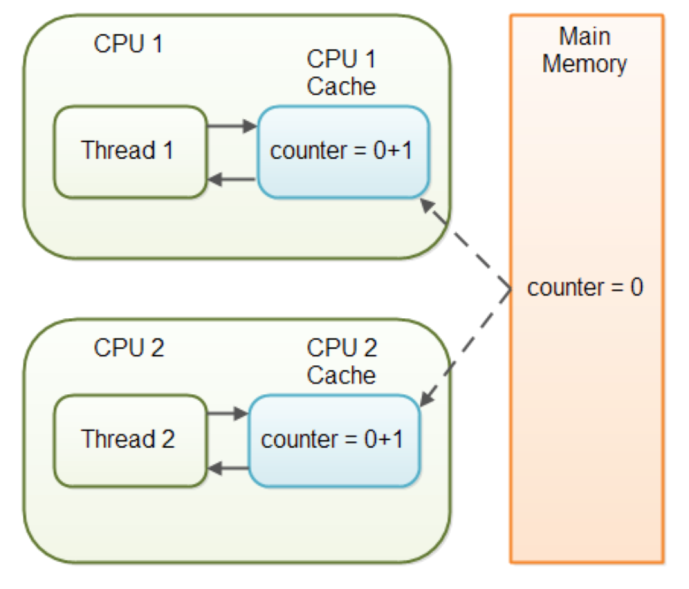 CPU 1
CPU 1
Cache
Thread 1
counter = 0+1
Main
Memory
counter = 0
CPU 2
CPU 2
Cache
Thread 2
counter = 0+1